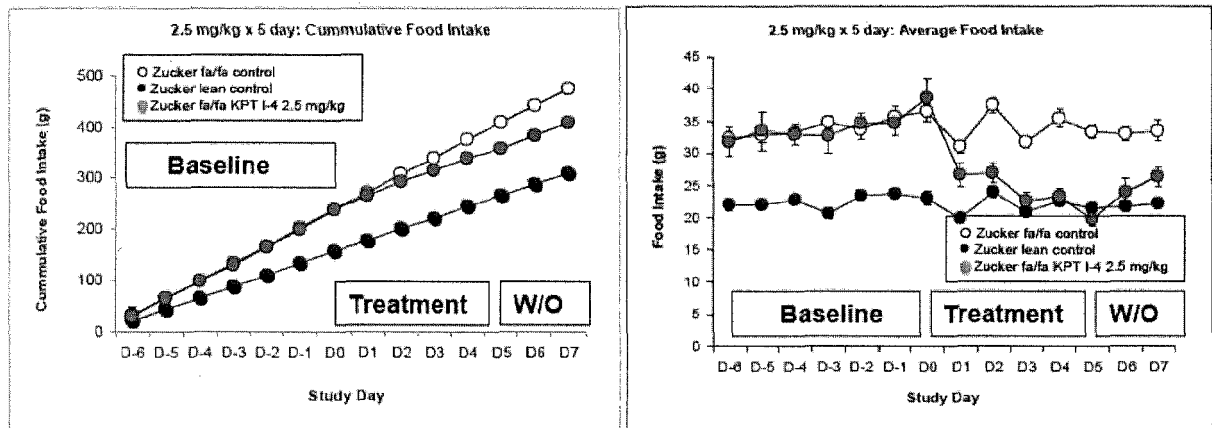 2.5 mg/kg x 5 day: Cummulative Food Intake
Zucker fa/fa control
Zucker lean control
Zucker fa/fa KPT I-4 2.5 mg/kg
Baseline
Treatment
W/O
Cummulative Food Intake (g)
500
400
300
200
100
0
D-6 D-5 D-4 D-3 D-2 D-1 D0 D1 D2 D3 D4 D5 D6 D7
Study Day
2.5 mg/kg x 5 day: Average Food Intake
Food Intake (g)
45
40
35
30
25
20
15
10
5
0
Zucker fa/fa control
Zucker lean control
Zucker fa/fa KPT I-4 2.5 mg/kg
Baseline
Treatment
W/O
D-6 D-5 D-4 D-3 D-2 D-1 D0 D1 D2 D3 D4 D5 D6 D7
Study Day